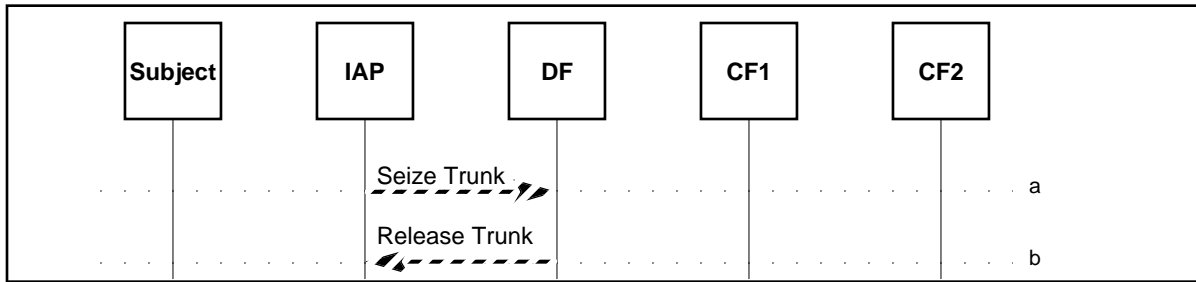 Subject IAP DF CF1 CF2
Seize Trunk
a
Release Trunk
b